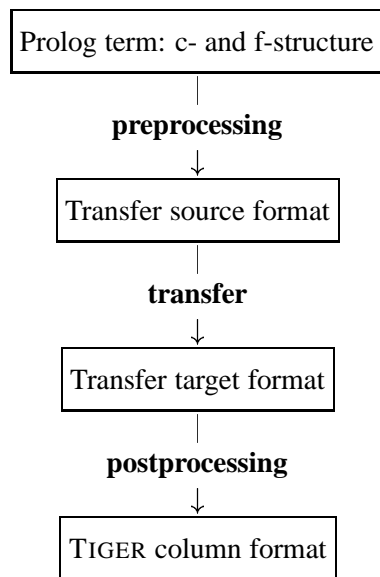 Prolog term: c- and f-structure
preprocessing
Transfer source format
transfer
Transfer target format
postprocessing
TIGER column format